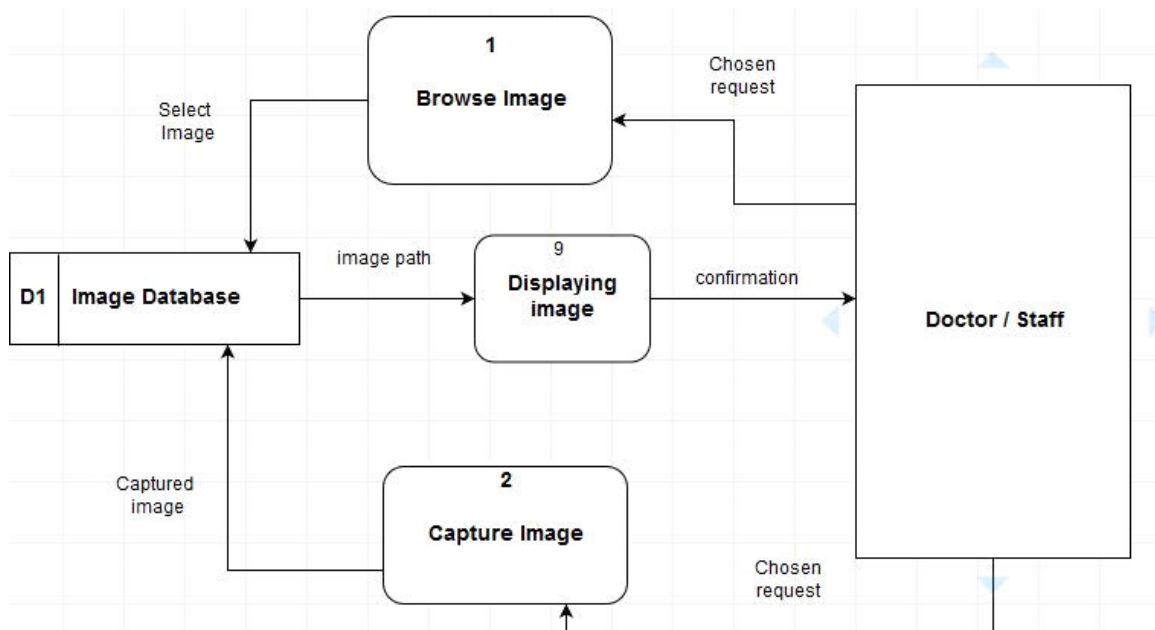 1
Browse Image
Chosen
request
Select
Image
D1
Image Database
image path
9
Displaying
image
confirmation
Doctor / Staff
Captured
image
2
Capture Image
Chosen
request